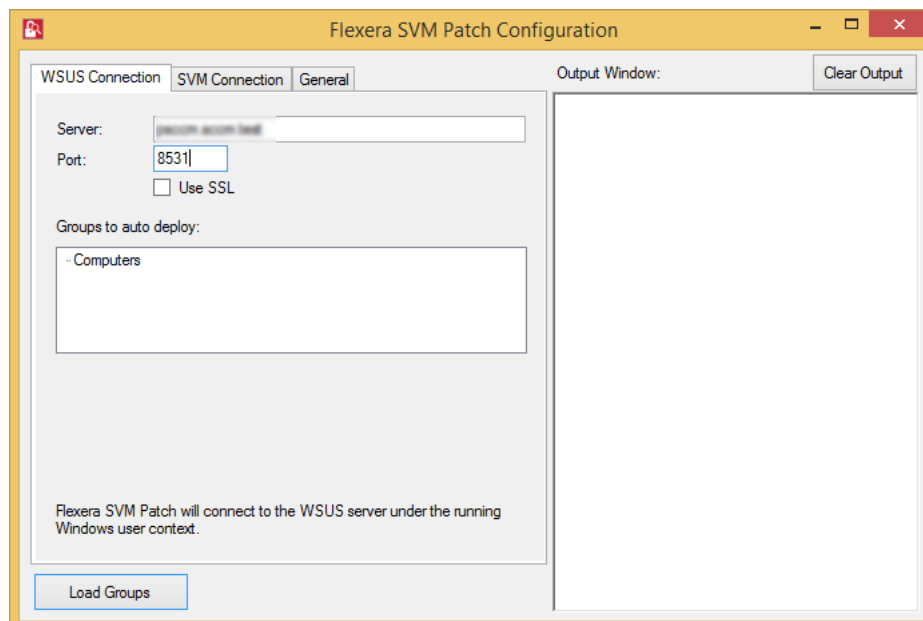 Flexera SVM Patch Configuration
WSUS Connection
SVM Connection
General
Output Window:
Clear Output
Server:
Port:
8531
Use SSL
Groups to auto deploy:
Computers
Flexera SVM Patch will connect to the WSUS server under the running
Windows user context.
Load Groups